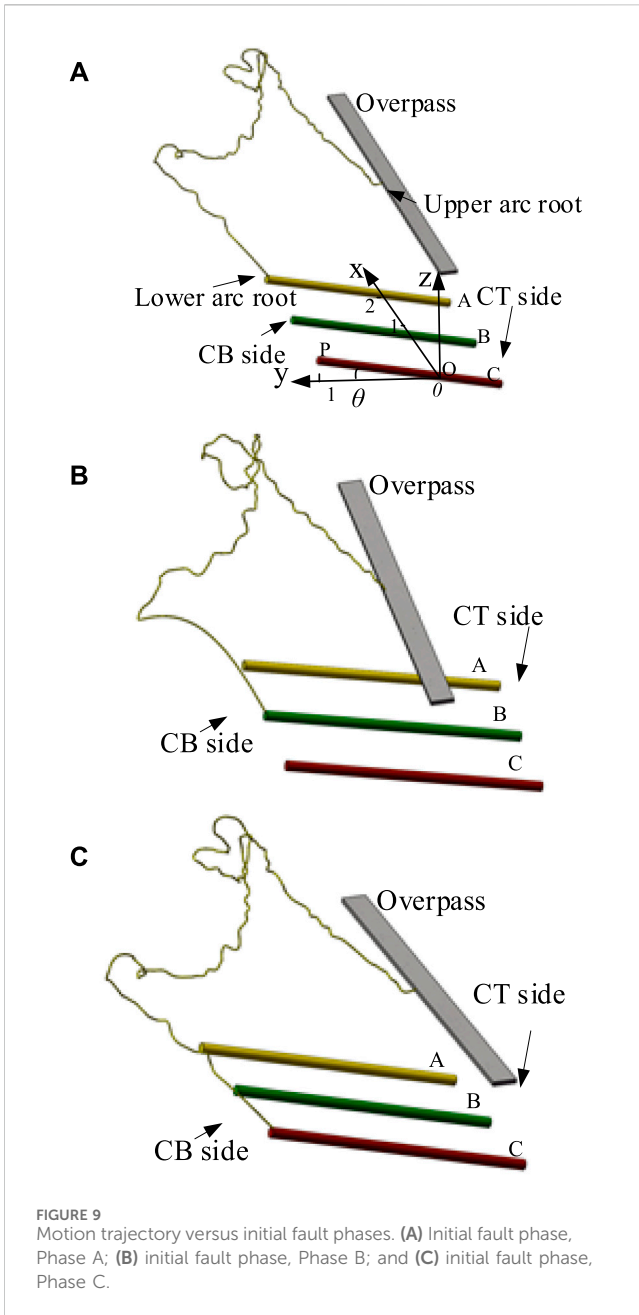 A
Overpass
Upper arc root
Lower arc root
x
z
2
A
CT side
1
B
CB side
P
O
C
y
1
θ
0
B
Overpass
CT side
A
B
CB side
C
C
Overpass
CT side
A
B
CB side
C
FIGURE 9
Motion trajectory versus initial fault phases. (A) Initial fault phase,
Phase A; (B) initial fault phase, Phase B; and (C) initial fault phase,
Phase C.